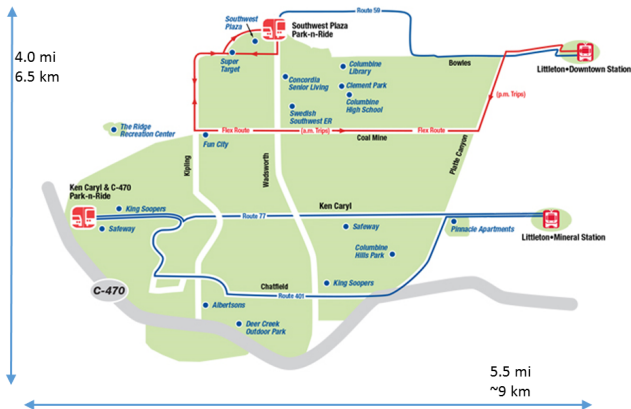 Route 59
Southwest
Plaza
Southwest Plaza
Park-n-Ride
4.0 mi
6.5 km
Super
Target
Columbine
Library
Bowles
Littleton•Downtown Station
Concordia
Senior Living
Clement Park
Columbine
High School
(p.m. Trips)
Swedish
Southwest ER
The Ridge
Recreation Center
Flex Route
(a.m. Trips)
Flex Route
Coal Mine
Fun City
Platte Canyon
Kipling
Wadsworth
Ken Caryl & C-470
Park-n-Ride
King Soopers
Ken Caryl
Route 77
Safeway
Safeway
Pinnacle Apartments
Littleton•Mineral Station
Columbine
Hills Park
C-470
Chatfield
King Soopers
Route 401
Albertsons
Deer Creek
Outdoor Park
5.5 mi
~9 km